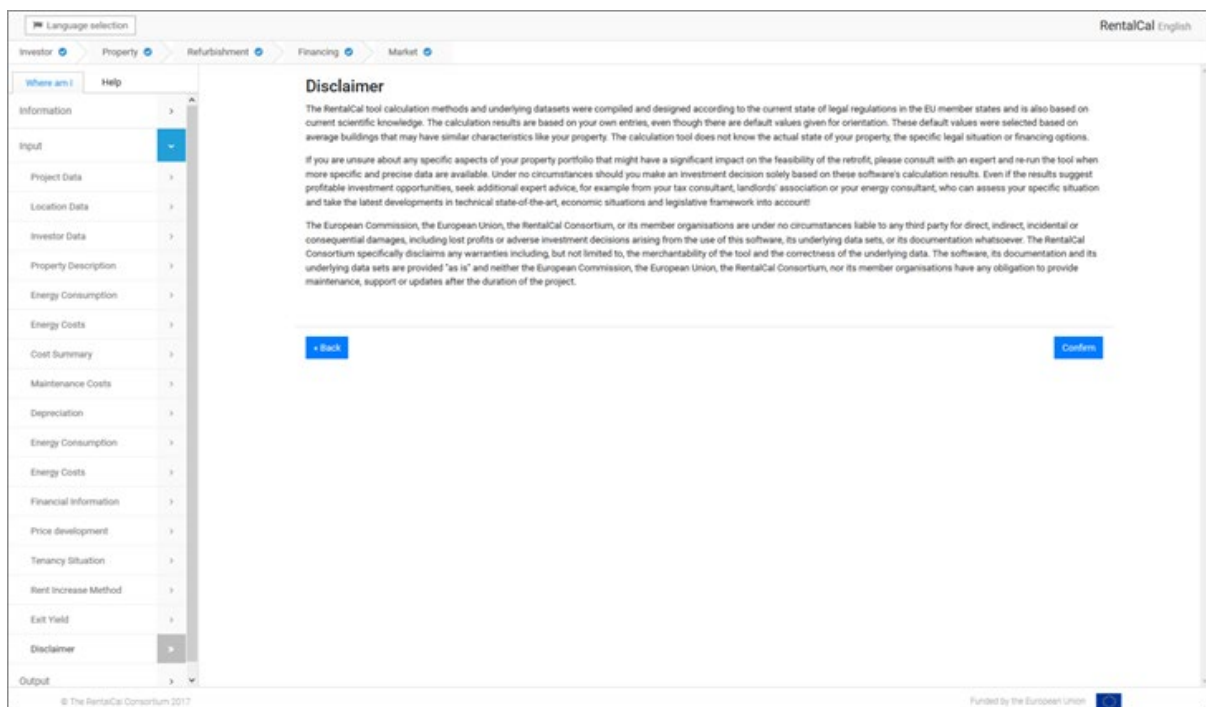 Language selection
RentalCal English
Investor
Property
Refurbishment
Financing
Market
Where am I
Help
Information
Input
Project Data
Location Data
Investor Data
Property Description
Energy Consumption
Energy Costs
Cost Summary
Maintenance Costs
Depreciation
Energy Consumption
Energy Costs
Financial Information
Price development
Tenancy Situation
Rent Increase Method
Exit Yield
Disclaimer
Output
Disclaimer
The RentalCal tool calculation methods and underlying datasets were compiled and designed according to the current state of legal regulations in the EU member states and is also based on
current scientific knowledge. The calculation results are based on your own entries, even though there are default values given for orientation. These default values were selected based on
average buildings that may have similar characteristics like your property. The calculation tool does not know the actual state of your property, the specific legal situation or financing options.
If you are unsure about any specific aspects of your property portfolio that might have a significant impact on the feasibility of the retrofit, please consult with an expert and re-run the tool when
more specific and precise data are available. Under no circumstances should you make an investment decision solely based on these software's calculation results. Even if the results suggest
profitable investment opportunities, seek additional expert advice, for example from your tax consultant, landlords' association or your energy consultant, who can assess your specific situation
and take the latest developments in technical state-of-the-art, economic situations and legislative framework into account!
The European Commission, the European Union, the RentalCal Consortium, or its member organisations are under no circumstances liable to any third party for direct, indirect, incidental or
consequential damages, including lost profits or adverse investment decisions arising from the use of this software, its underlying data sets, or its documentation whatsoever. The RentalCal
Consortium specifically disclaims any warranties including, but not limited to, the merchantability of the tool and the correctness of the underlying data. The software, its documentation and its
underlying data sets are provided "as is" and neither the European Commission, the European Union, the RentalCal Consortium, nor its member organisations have any obligation to provide
maintenance, support or updates after the duration of the project.
« Back
Confirm
© The RentalCal Consortium 2017
Funded by the European Union